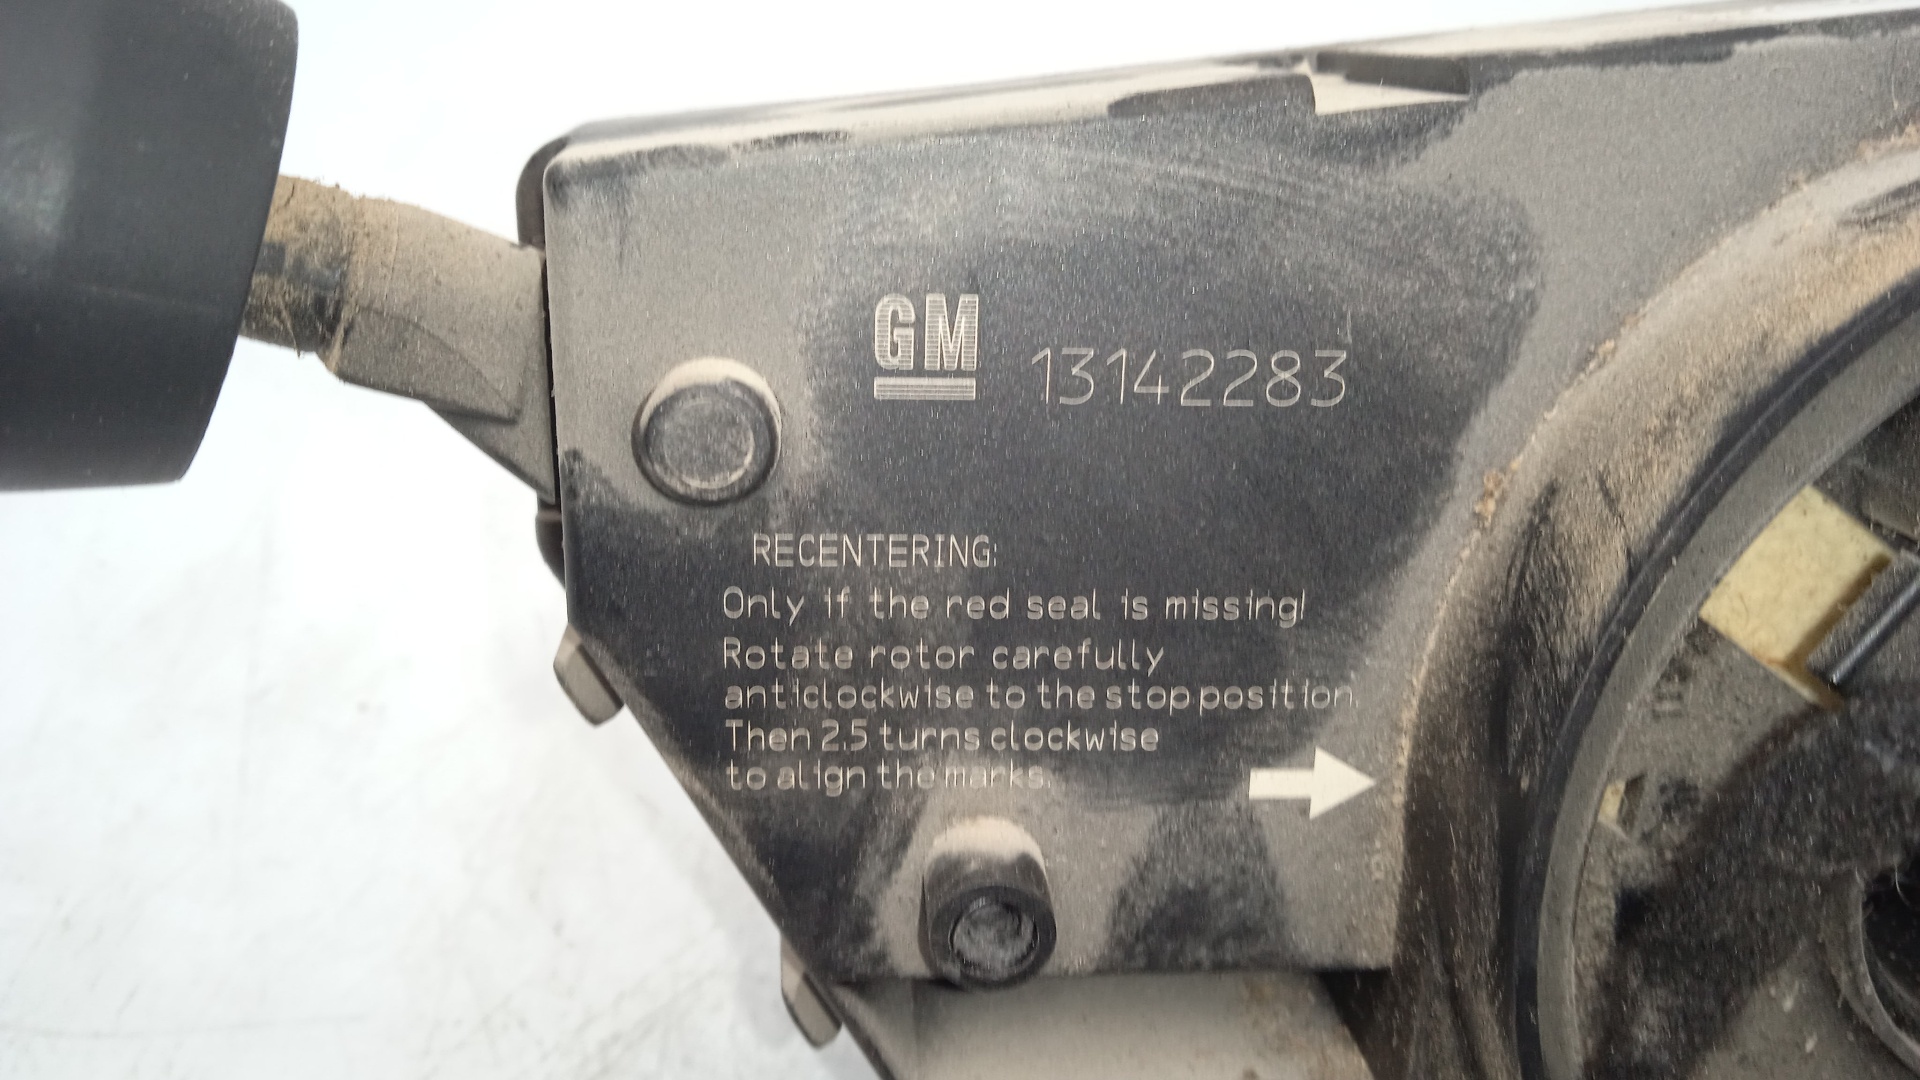 GM 13142283
RECENTERING:
Only if the red seal is missing!
Rotate rotor carefully
anticlockwise to the stop position.
Then 2.5 turns clockwise
to align the marks.